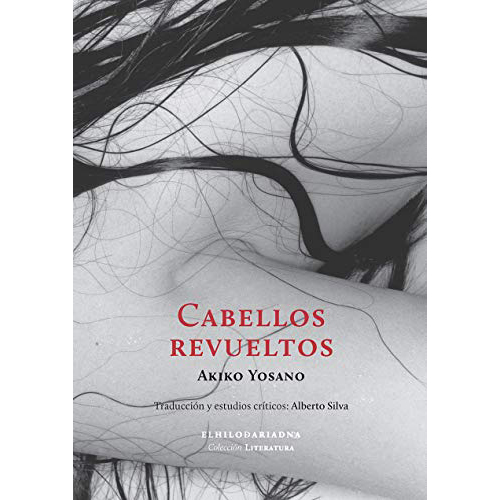 CABELLOS
REVUELTOS
AKIKO YOSANO
Traducción y estudios críticos: Alberto Silva
ELHILODARIADNA
Colección LITERATURA